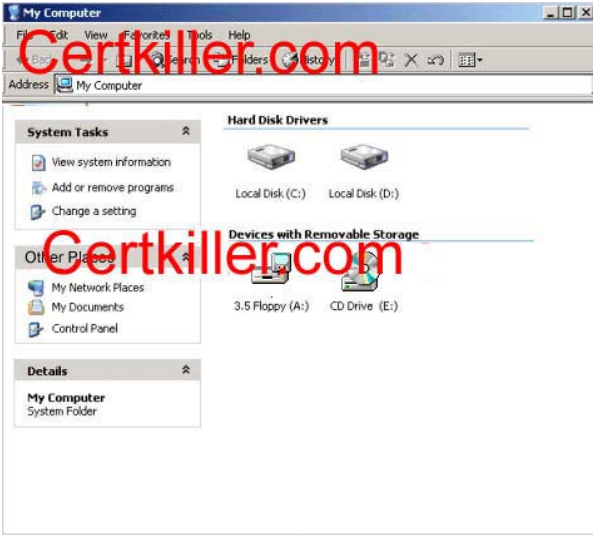 My Computer
File Edit View Favorites Tools Help
Certkiller.com
Back Search Folders History
Address My Computer
System Tasks
View system information
Add or remove programs
Change a setting
Other Places
My Network Places
My Documents
Control Panel
Details
My Computer
System Folder
Hard Disk Drivers
Local Disk (C:) Local Disk (D:)
Devices with Removable Storage
Certkiller.com
3.5 Floppy (A:) CD Drive (E:)